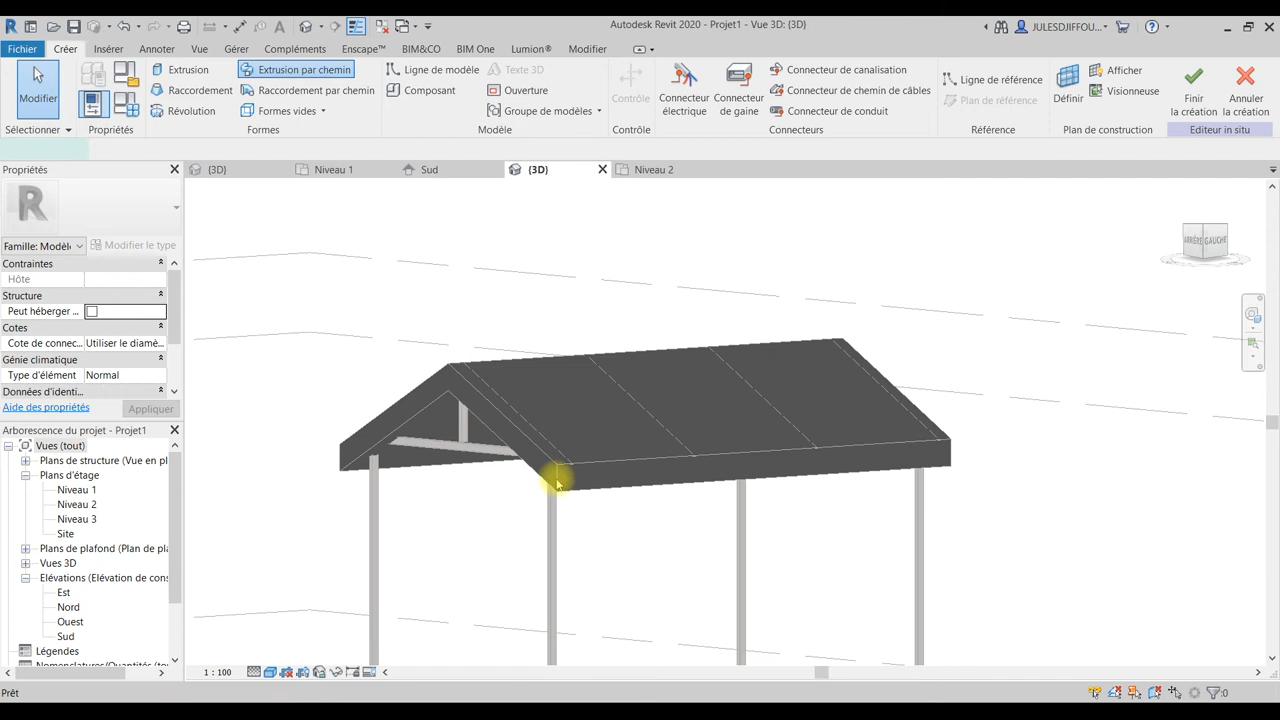 Autodesk Revit 2020 - Projet1 - Vue 3D: {3D}
JULESDJIFFOU...
Fichier Créer Insérer Annoter Vue Gérer Compléments Enscape™ BIM&CO BIM One Lumion® Modifier
Modifier
Extrusion
Raccordement
Révolution
Extrusion par chemin
Raccordement par chemin
Formes vides
Ligne de modèle
Composant
Texte 3D
Ouverture
Groupe de modèles
Contrôle
Connecteur
électrique
Connecteur
de gaine
Connecteur de canalisation
Connecteur de chemin de câbles
Connecteur de conduit
Ligne de référence
Plan de référence
Définir
Afficher
Visionneuse
Finir
la création
Annuler
la création
Sélectionner Propriétés Formes Modèle Contrôle Connecteurs Référence Plan de construction Editeur in situ
Propriétés
{3D} Niveau 1 Sud {3D} Niveau 2
Famille: Modèl
Modifier le type
Contraintes
Hôte
Structure
Peut héberger ...
Cotes
Cote de connec... Utiliser le diamè
Génie climatique
Type d'élément Normal
Données d'identi...
Aide des propriétés
Appliquer
Arborescence du projet - Projet1
Vues (tout)
Plans de structure (Vue en pl
Plans d'étage
Niveau 1
Niveau 2
Niveau 3
Site
Plans de plafond (Plan de pla
Vues 3D
Elévations (Elévation de cons
Est
Nord
Ouest
Sud
Légendes
ARRIÈRE GAUCHE
1 : 100
Prêt
:0